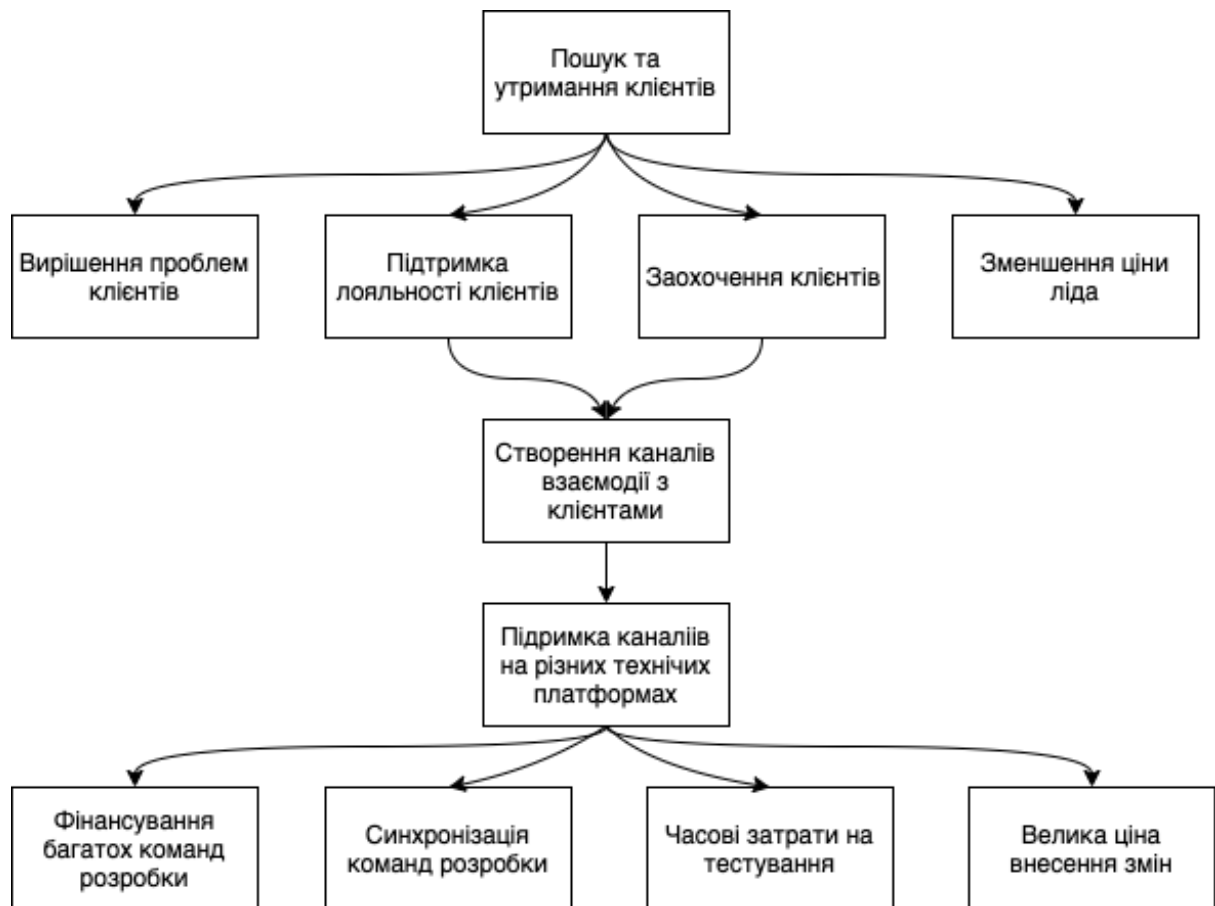 Пошук та
утримання клієнтів
Вирішення проблем
клієнтів
Підтримка
лояльності клієнтів
Заохочення клієнтів
Зменшення ціни
ліда
Створення каналів
взаємодії з
клієнтами
Підримка каналіів
на різних технічих
платформах
Фінансування
багатох команд
розробки
Синхронізація
команд розробки
Часові затрати на
тестування
Велика ціна
внесення змін